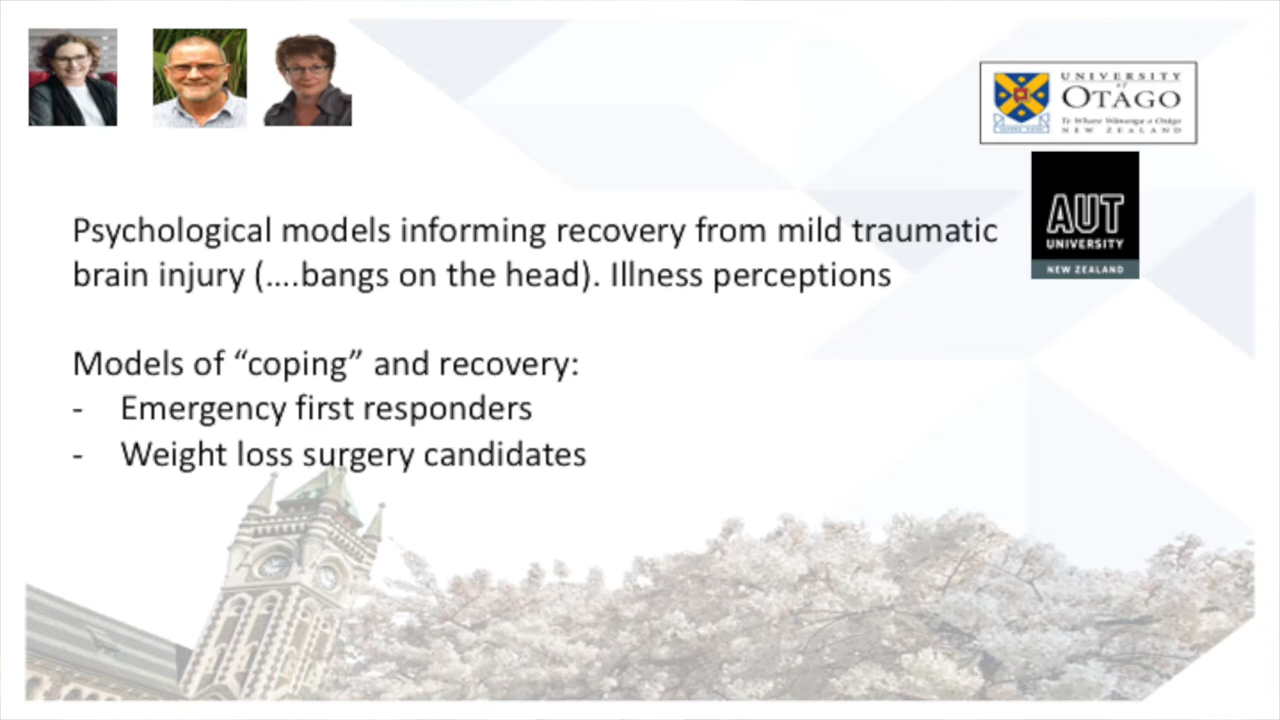 UNIVERSITY
of
OTAGO
Te Whare Wānanga o Otāgo
NEW ZEALAND
AUT
UNIVERSITY
NEW ZEALAND
Psychological models informing recovery from mild traumatic
brain injury (….bangs on the head). Illness perceptions
Models of “coping” and recovery:
- Emergency first responders
- Weight loss surgery candidates